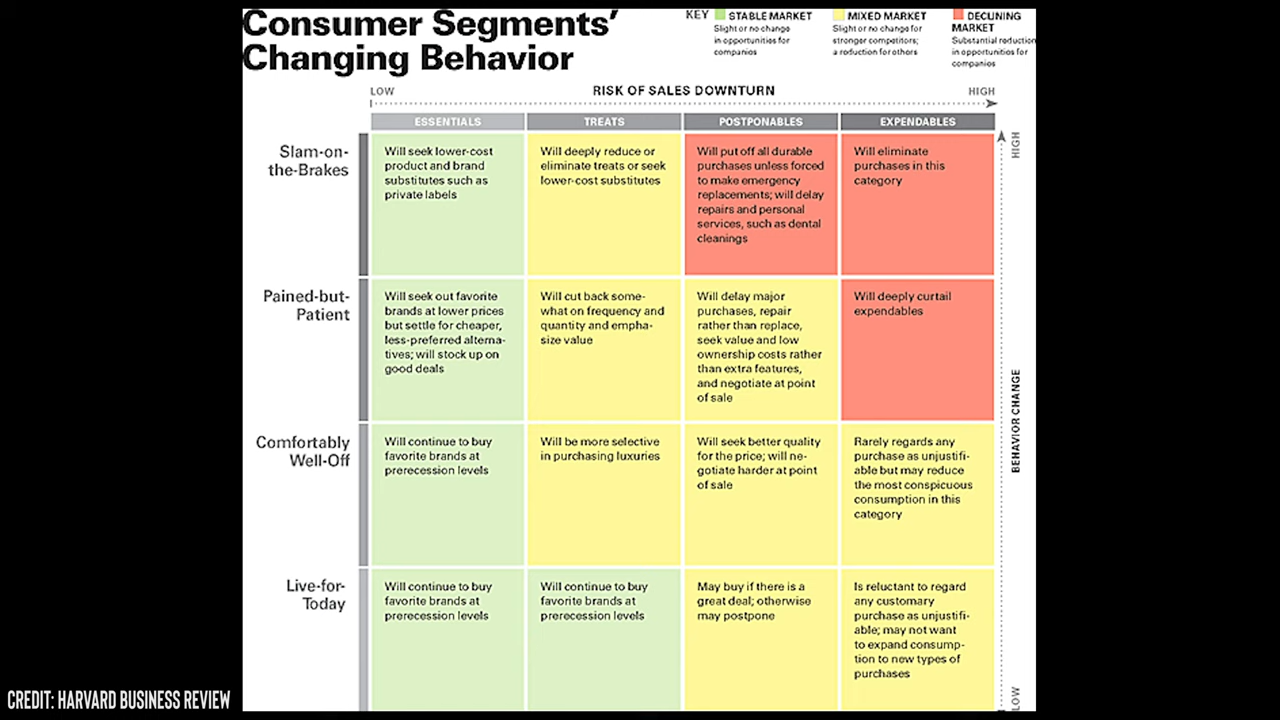 Consumer Segments’
Changing Behavior
KEY
STABLE MARKET
Slight or no change
in opportunities for
companies
MIXED MARKET
Slight or no change for
stronger competitors;
a reduction for others
DECLINING
MARKET
Substantial reduction
in opportunities for
companies
LOW
RISK OF SALES DOWNTURN
HIGH
ESSENTIALS
TREATS
POSTPONABLES
EXPENDABLES
Slam-on-
the-Brakes
Will seek lower-cost
product and brand
substitutes such as
private labels
Will deeply reduce or
eliminate treats or seek
lower-cost substitutes
Will put off all durable
purchases unless forced
to make emergency
replacements; will delay
repairs and personal
services, such as dental
cleanings
Will eliminate
purchases in this
category
Pained-but-
Patient
Will seek out favorite
brands at lower prices
but settle for cheaper,
less-preferred alterna-
tives; will stock up on
good deals
Will cut back some-
what on frequency and
quantity and empha-
size value
Will delay major
purchases, repair
rather than replace,
seek value and low
ownership costs rather
than extra features,
and negotiate at point
of sale
Will deeply curtail
expendables
Comfortably
Well-Off
Will continue to buy
favorite brands at
prerecession levels
Will be more selective
in purchasing luxuries
Will seek better quality
for the price; will ne-
gotiate harder at point
of sale
Rarely regards any
purchase as unjustifi-
able but may reduce
the most conspicuous
consumption in this
category
Live-for-
Today
Will continue to buy
favorite brands at
prerecession levels
Will continue to buy
favorite brands at
prerecession levels
May buy if there is a
great deal; otherwise
may postpone
Is reluctant to regard
any customary
purchase as unjustifi-
able; may not want
to expand consump-
tion to new types of
purchases
HIGH
BEHAVIOR CHANGE
LOW
CREDIT: HARVARD BUSINESS REVIEW